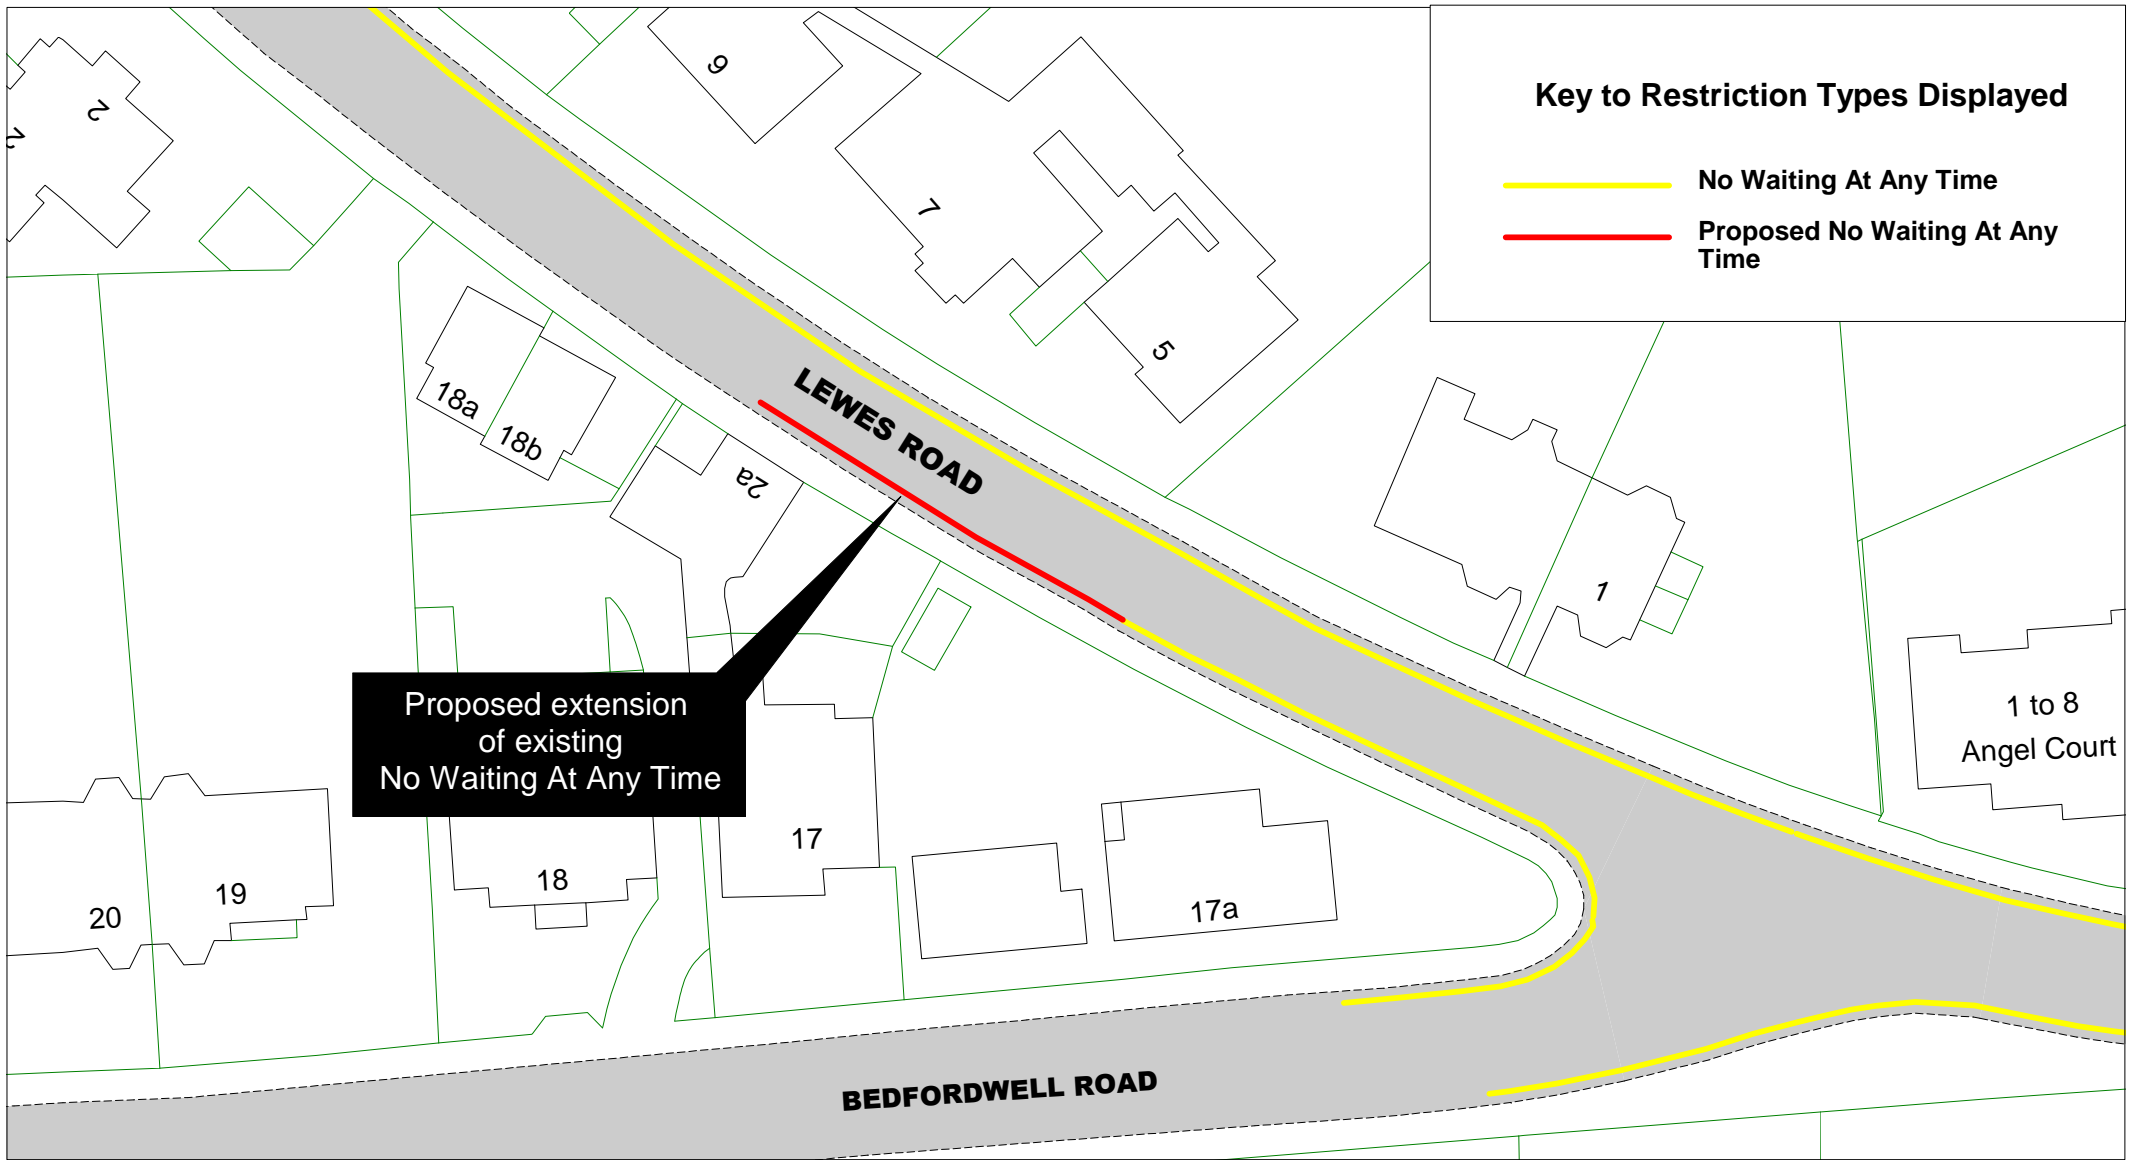 Key to Restriction Types Displayed
No Waiting At Any Time
Proposed No Waiting At Any
Time
9
2
2
7
5
LEWES ROAD
18a
18b
2a
1
Proposed extension
of existing
No Waiting At Any Time
1 to 8
Angel Court
17
18
19
20
17a
BEDFORDWELL ROAD